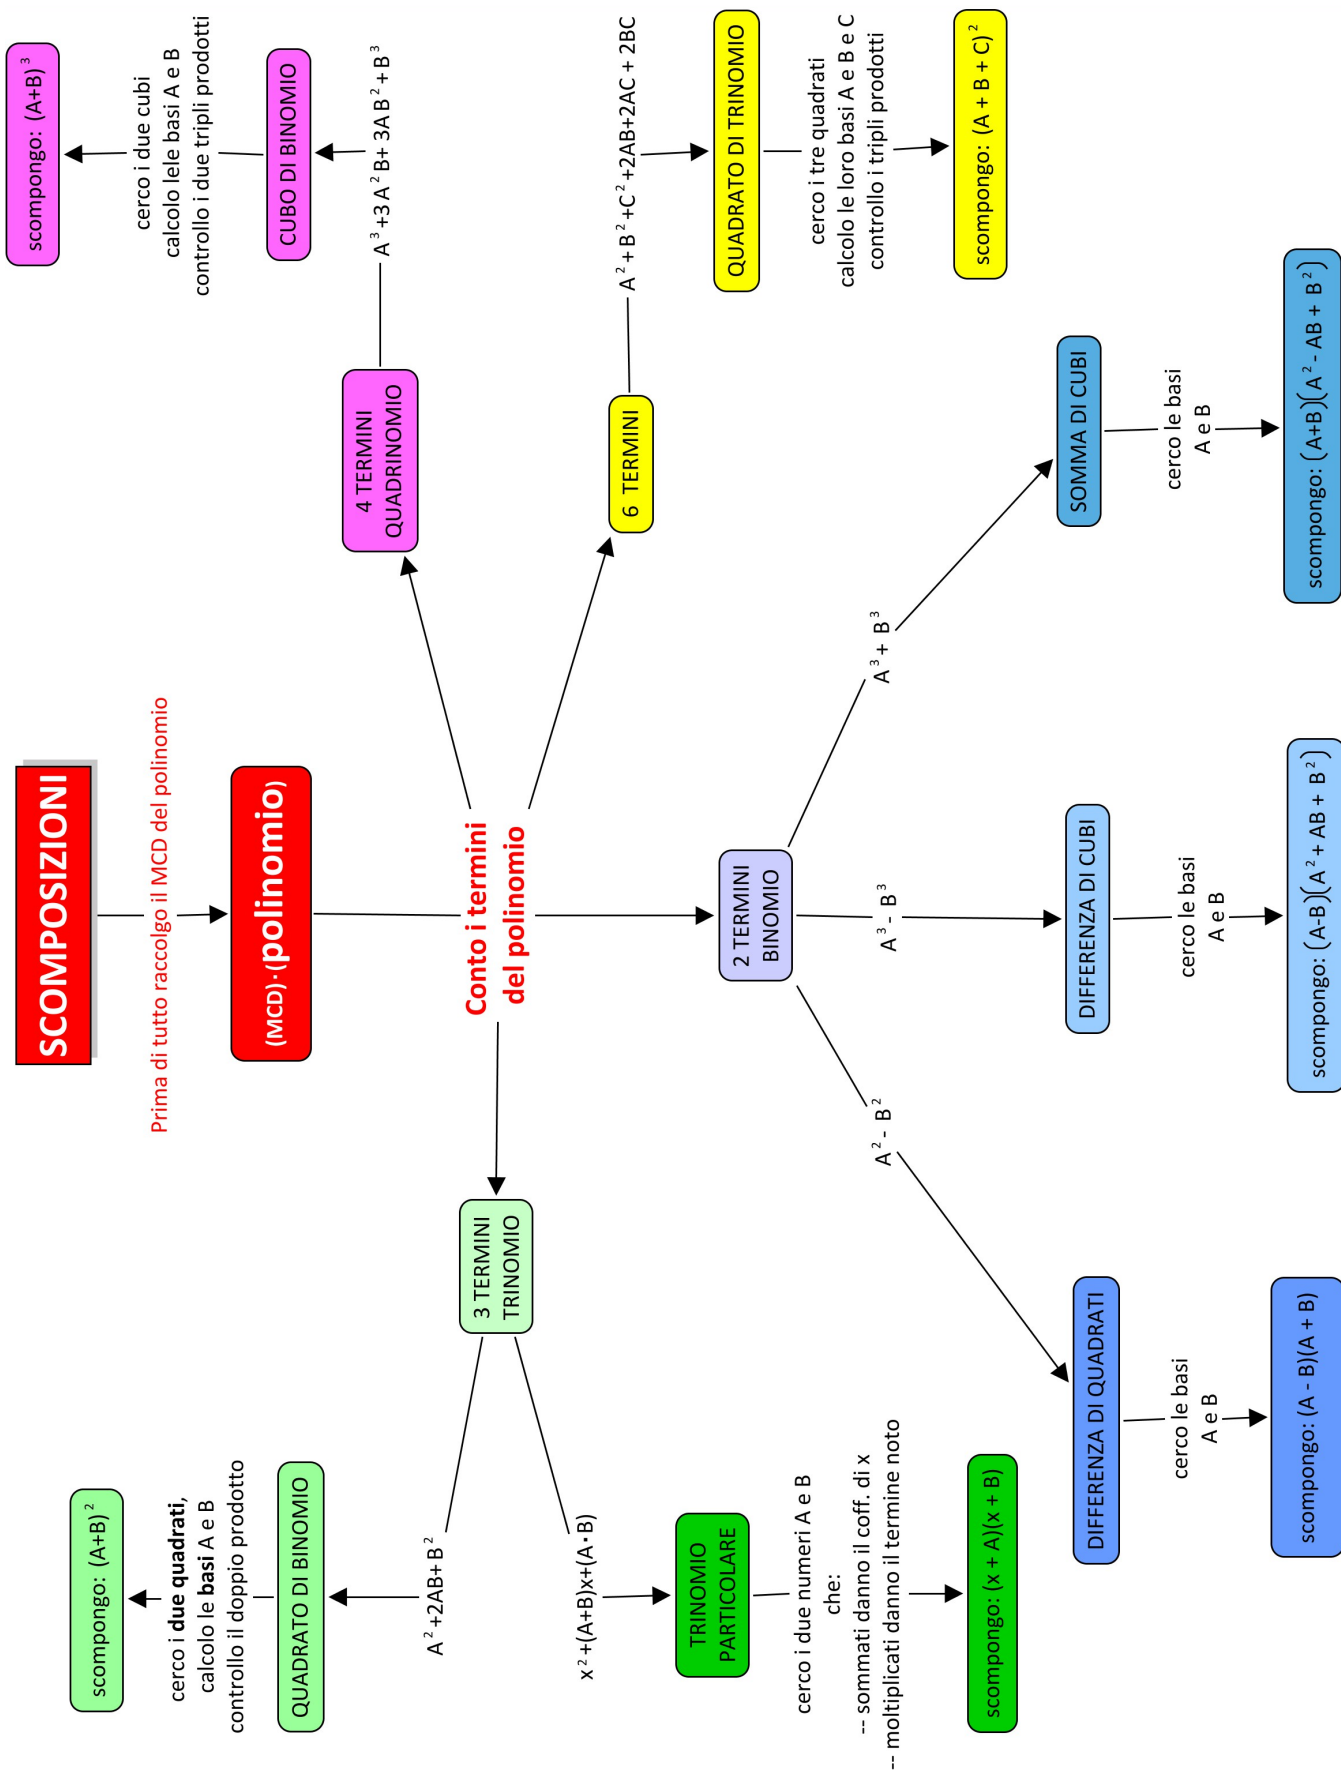 SCOMPOSIZIONI
Prima di tutto raccolgo il MCD del polinomio
(MCD)·(polinomio)
Conto i termini
del polinomio
3 TERMINI
TRINOMIO
A²+2AB+B²
QUADRATO DI BINOMIO
cerco i due quadrati,
calcolo le basi A e B
controllo il doppio prodotto
scompongo: (A+B)²
x²+(A+B)x+(A·B)
TRINOMIO
PARTICOLARE
cerco i due numeri A e B
che:
-- sommati danno il coff. di x
-- moltiplicati danno il termine noto
scompongo: (x + A)(x + B)
2 TERMINI
BINOMIO
A² - B²
DIFFERENZA DI QUADRATI
cerco le basi
A e B
scompongo: (A - B)(A + B)
A³ - B³
DIFFERENZA DI CUBI
cerco le basi
A e B
scompongo: (A-B)(A² + AB + B²)
A³ + B³
SOMMA DI CUBI
cerco le basi
A e B
scompongo: (A+B)(A² - AB + B²)
4 TERMINI
QUADRINOMIO
A³+3A²B+ 3AB²+B³
CUBO DI BINOMIO
cerco i due cubi
calcolo lele basi A e B
controllo i due tripli prodotti
scompongo: (A+B)³
6 TERMINI
A²+B²+C²+2AB+2AC + 2BC
QUADRATO DI TRINOMIO
cerco i tre quadrati
calcolo le loro basi A e B e C
controllo i tripli prodotti
scompongo: (A + B + C)²